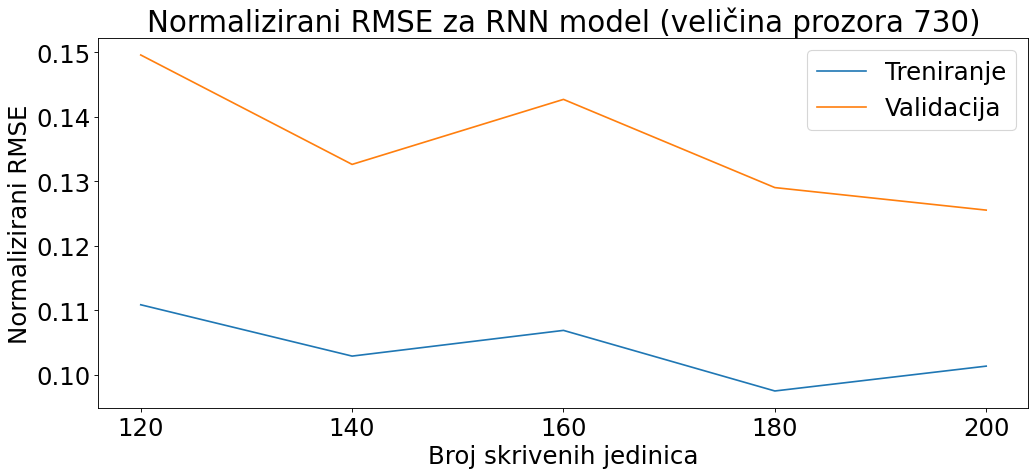 Normalizirani RMSE za RNN model (veličina prozora 730)
Treniranje
Validacija
Normalizirani RMSE
0.15
0.14
0.13
0.12
0.11
0.10
120 140 160 180 200
Broj skrivenih jedinica